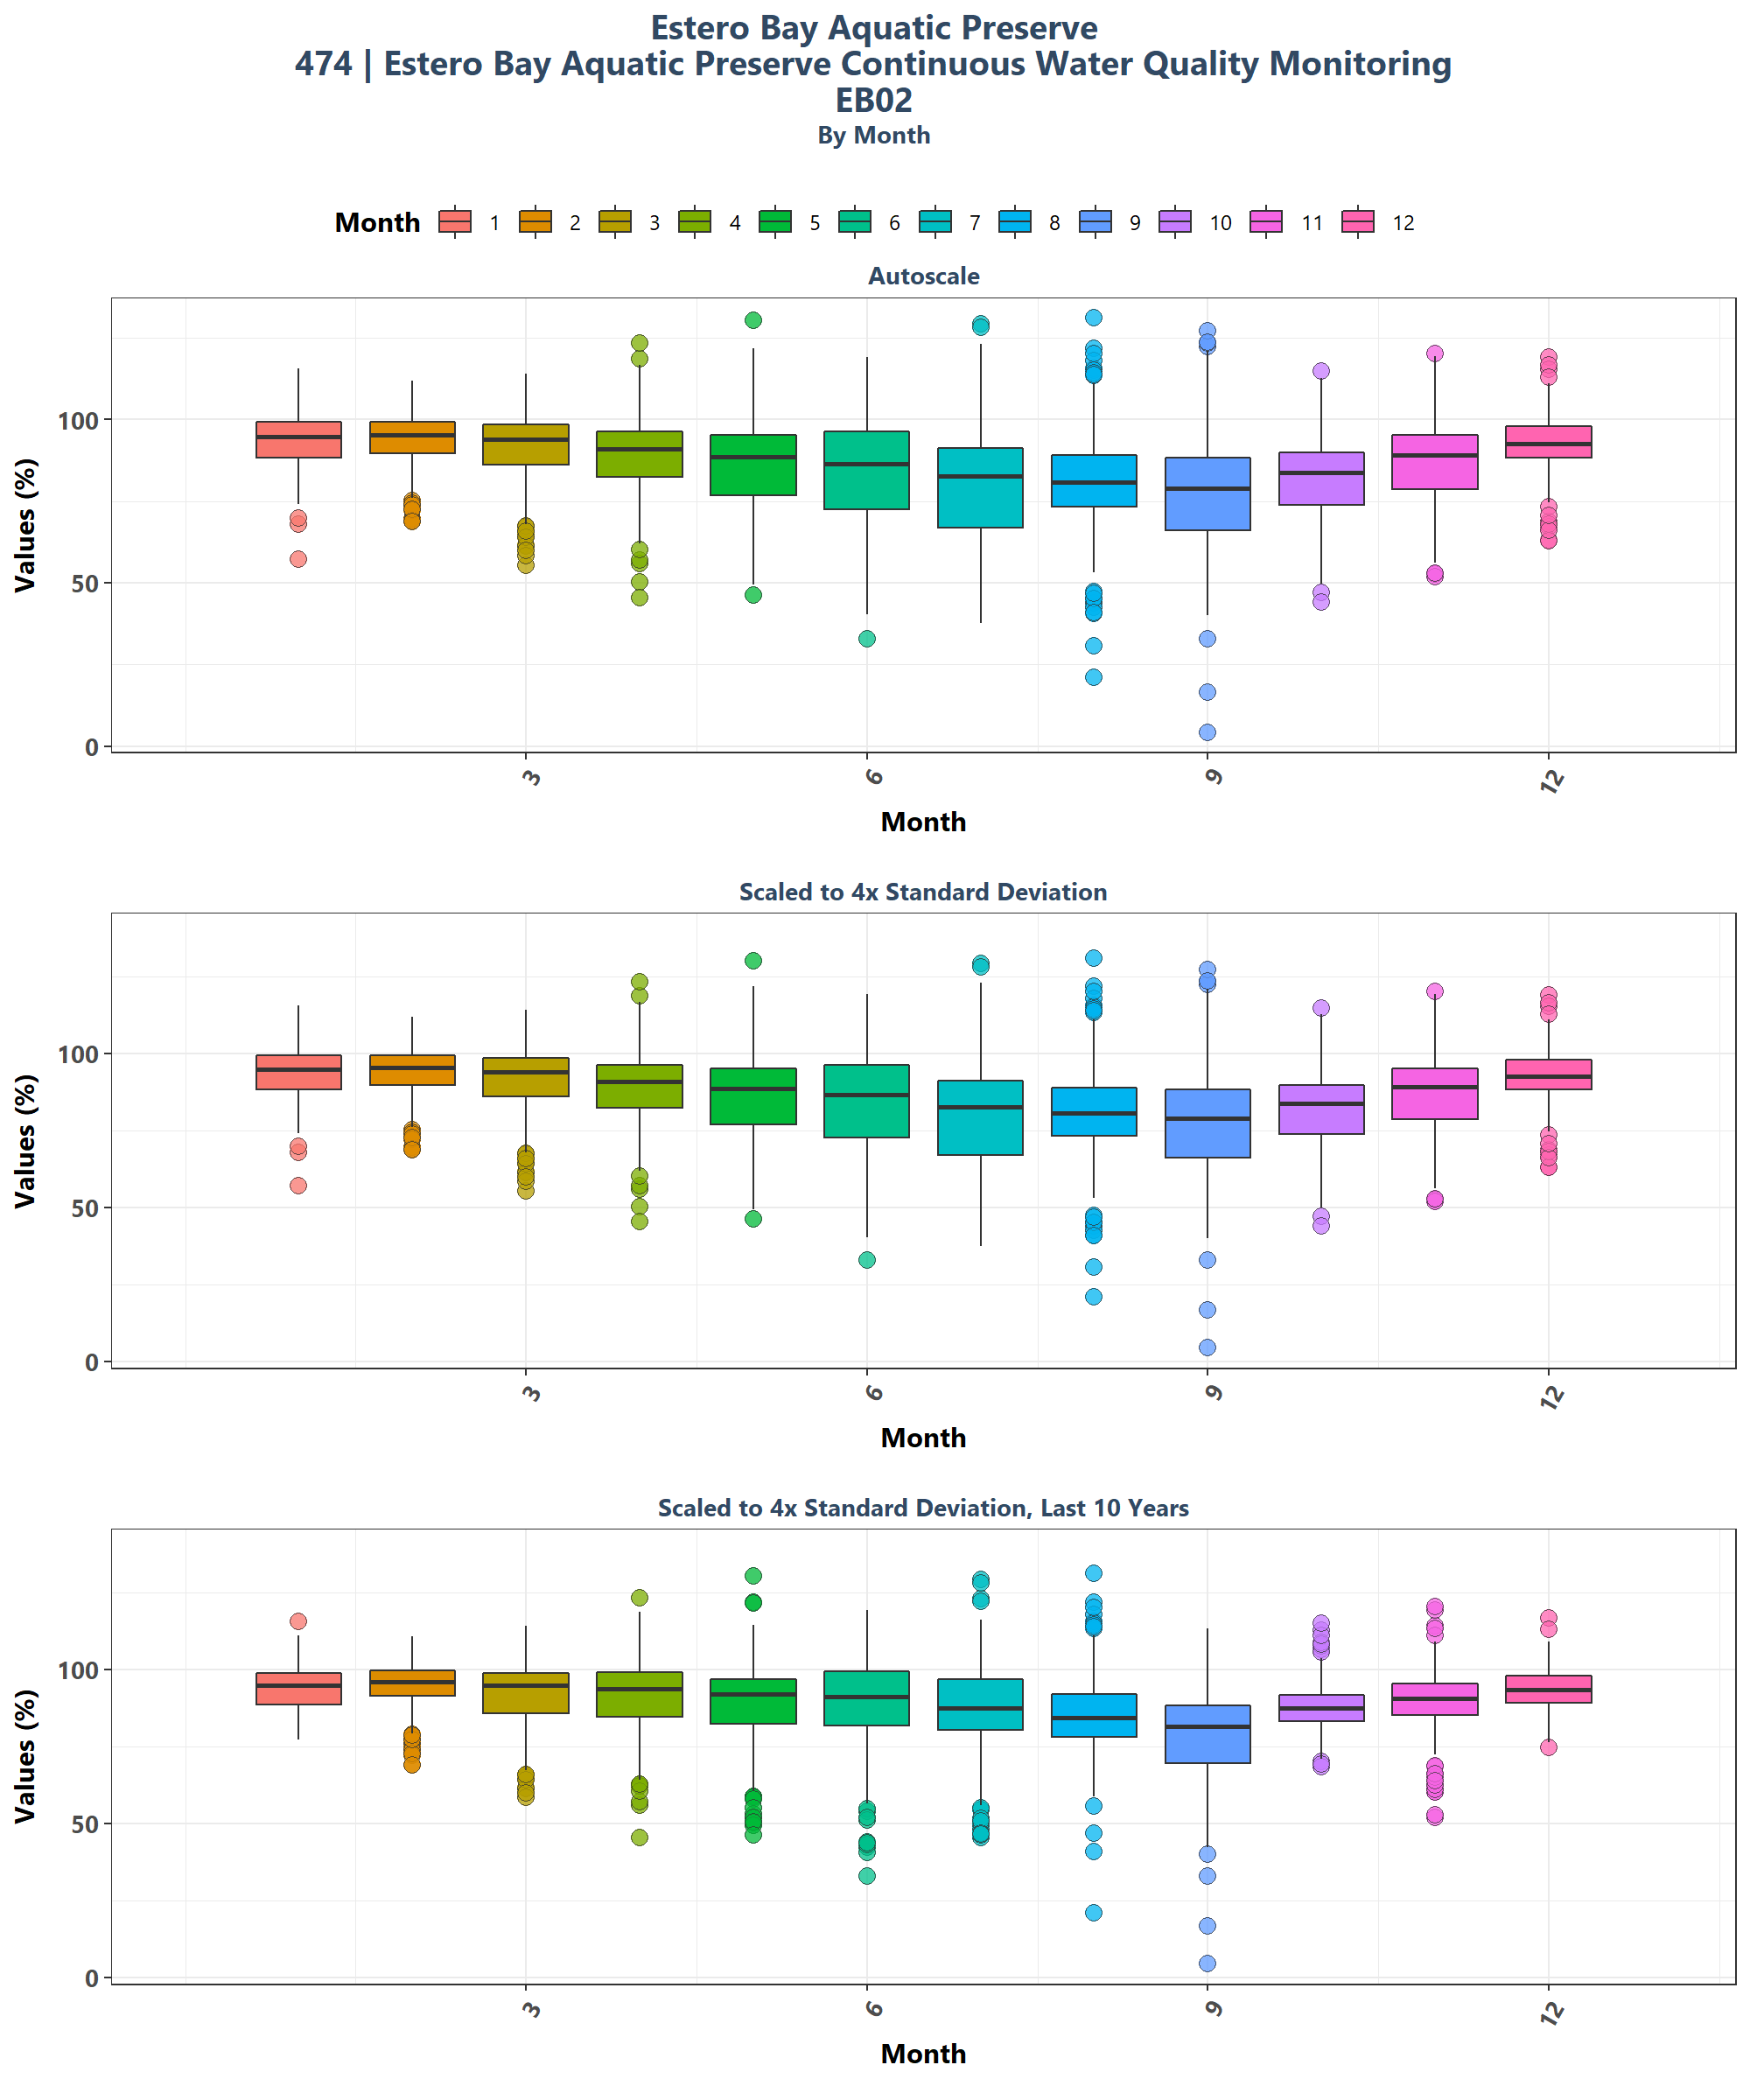 Estero Bay Aquatic Preserve
474 | Estero Bay Aquatic Preserve Continuous Water Quality Monitoring
EB02
By Month
Month 1 2 3 4 5 6 7 8 9 10 11 12
Autoscale
Values (%)
100
50
0
3 6 9 12
Month
Scaled to 4x Standard Deviation
Values (%)
100
50
0
3 6 9 12
Month
Scaled to 4x Standard Deviation, Last 10 Years
Values (%)
100
50
0
3 6 9 12
Month